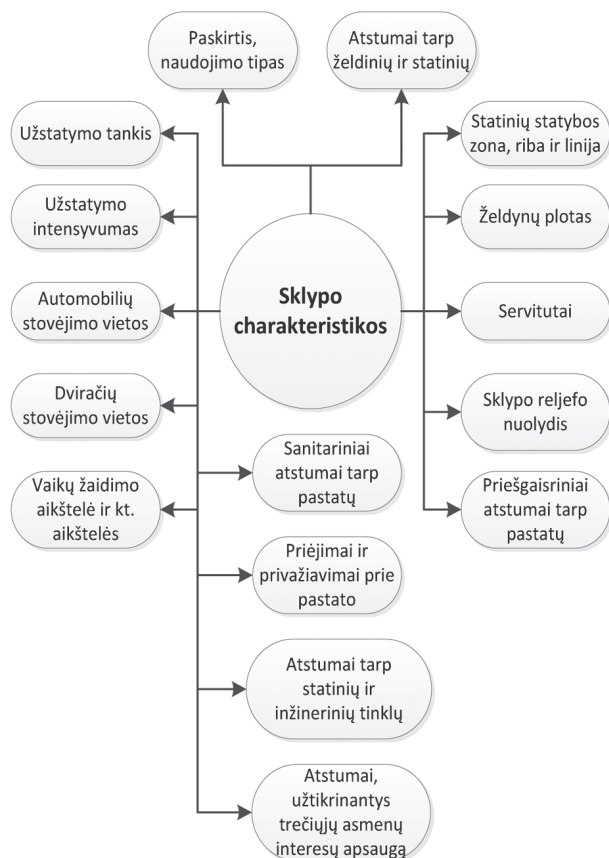 Paskirtis,
naudojimo tipas
Atstumai tarp
želdinių ir statinių
Užstatymo tankis
Užstatymo
intensyvumas
Automobilių
stovėjimo vietos
Dviračių
stovėjimo vietos
Vaikų žaidimo
aikštelė ir kt.
aikštelės
Sklypo
charakteristikos
Statinių statybos
zona, riba ir linija
Želdynų plotas
Servitutai
Sklypo reljefo
nuolydis
Priešgaisriniai
atstumai tarp
pastatų
Sanitariniai
atstumai tarp
pastatų
Priėjimai ir
privažiavimai prie
pastato
Atstumai tarp
statinių ir
inžinerinių tinklų
Atstumai,
užtikrinantys
trečiųjų asmenų
interesų apsaugą